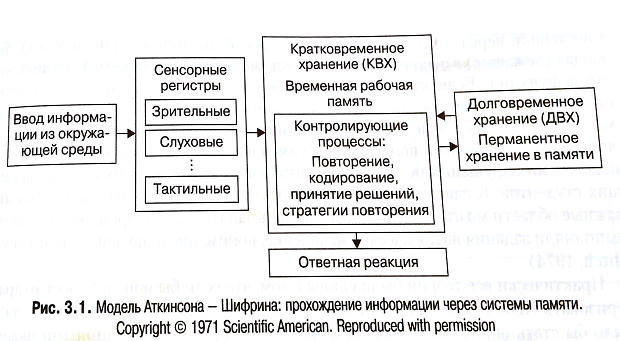 Ввод информа-
ции из окружа-
ющей среды
Сенсорные
регистры
Зрительные
Слуховые
Тактильные
Кратковременное
хранение (КВХ)
Временная рабочая
память
Контролирующие
процессы:
Повторение,
кодирование,
принятие решений,
стратегии повторения
Долговременное
хранению (ДВХ)
Перманентное
хранение в памяти
Ответная реакция
Рис. 3.1. Модель Аткинсона – Шифрина: прохождение информации через системы памяти.
Copyright © 1971 Scientific American. Reproduced with permission